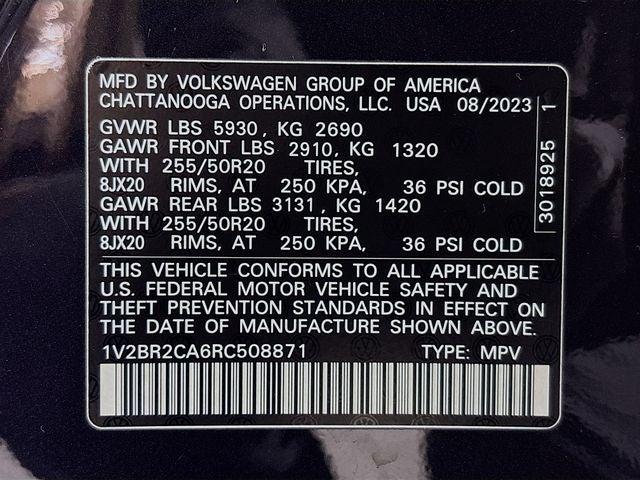 MFD BY VOLKSWAGEN GROUP OF AMERICA
CHATTANOOGA OPERATIONS, LLC. USA 08/2023
GVWR LBS 5930, KG 2690
GAWR FRONT LBS 2910, KG 1320
WITH 255/50R20 TIRES,
8JX20 RIMS, AT 250 KPA, 36 PSI COLD
GAWR REAR LBS 3131, KG 1420
WITH 255/50R20 TIRES,
8JX20 RIMS, AT 250 KPA, 36 PSI COLD
3018925 1
THIS VEHICLE CONFORMS TO ALL APPLICABLE
U.S. FEDERAL MOTOR VEHICLE SAFETY AND
THEFT PREVENTION STANDARDS IN EFFECT ON
THE DATE OF MANUFACTURE SHOWN ABOVE.
1V2BR2CA6RC508871 TYPE: MPV